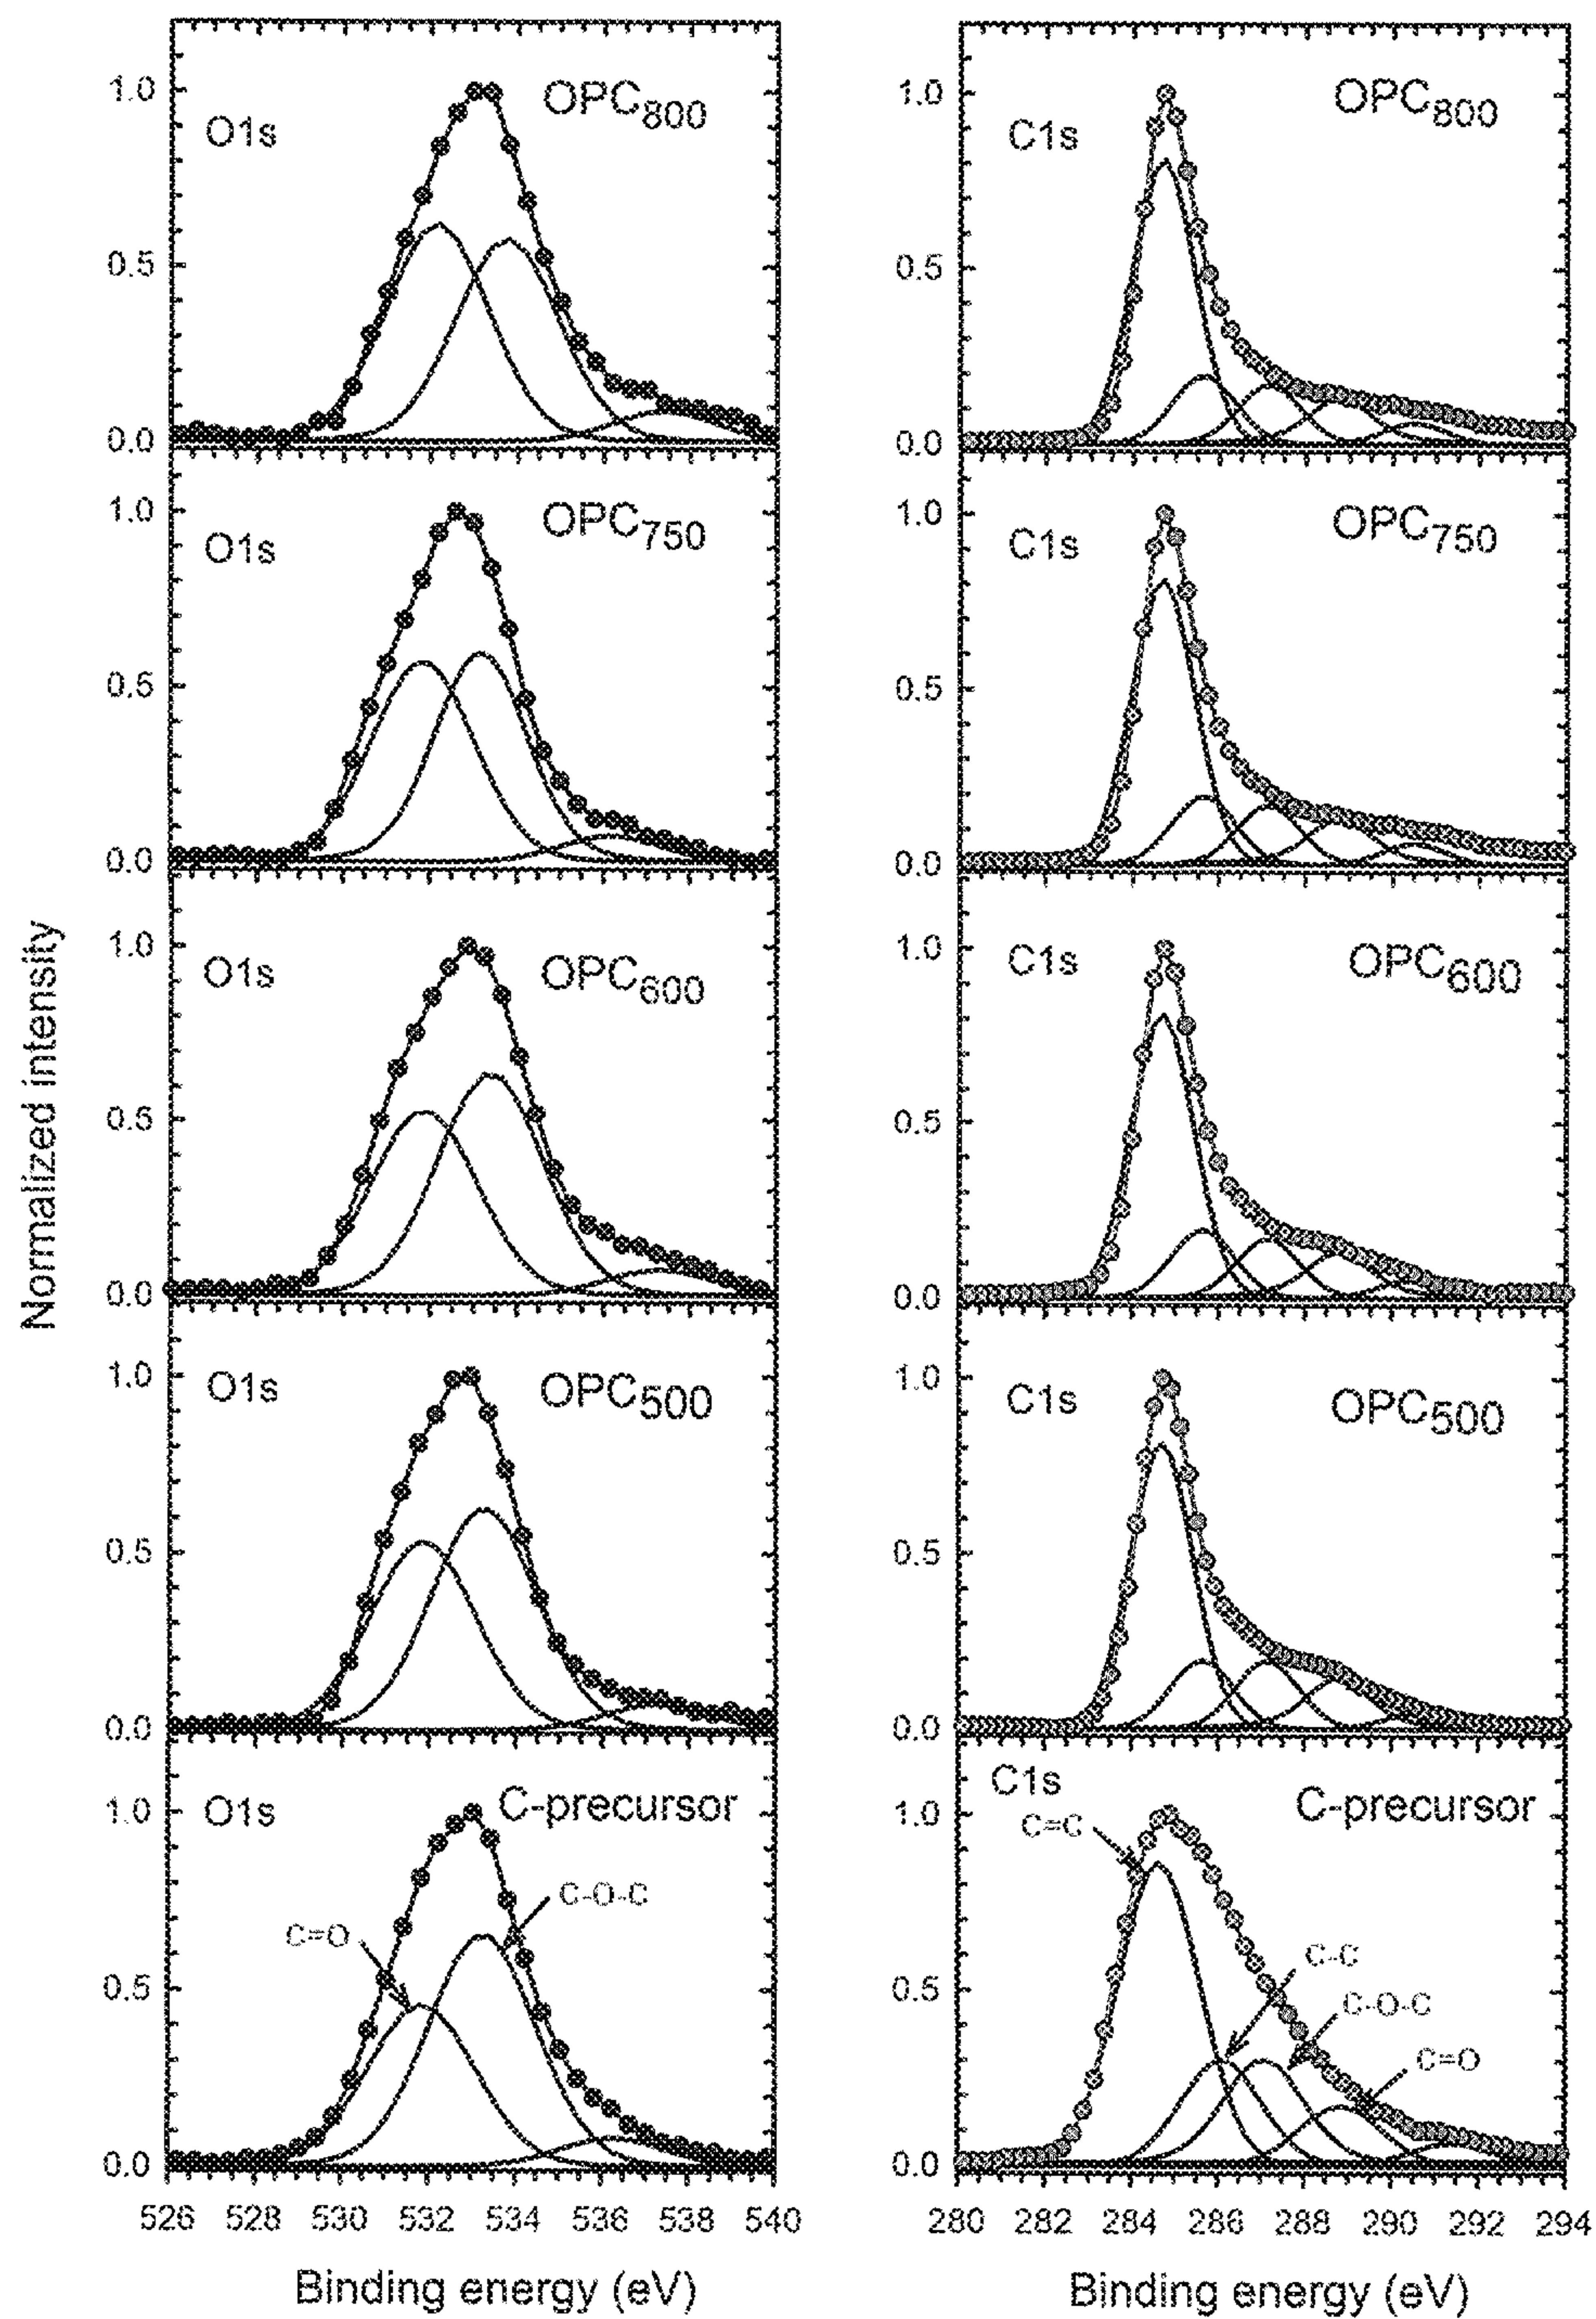 Normalized intensity
O1s
OPC800
1.0
0.5
0.0
O1s
OPC750
1.0
0.5
0.0
O1s
OPC600
1.0
0.5
0.0
O1s
OPC500
1.0
0.5
0.0
O1s
C-precursor
C=O
C-O-C
1.0
0.5
0.0
526 528 530 532 534 536 538 540
Binding energy (eV)
C1s
OPC800
1.0
0.5
0.0
C1s
OPC750
1.0
0.5
0.0
C1s
OPC600
1.0
0.5
0.0
C1s
OPC500
1.0
0.5
0.0
C1s
C-precursor
C=C
C-C
C-O-C
C=O
1.0
0.5
0.0
280 282 284 286 288 290 292 294
Binding energy (eV)